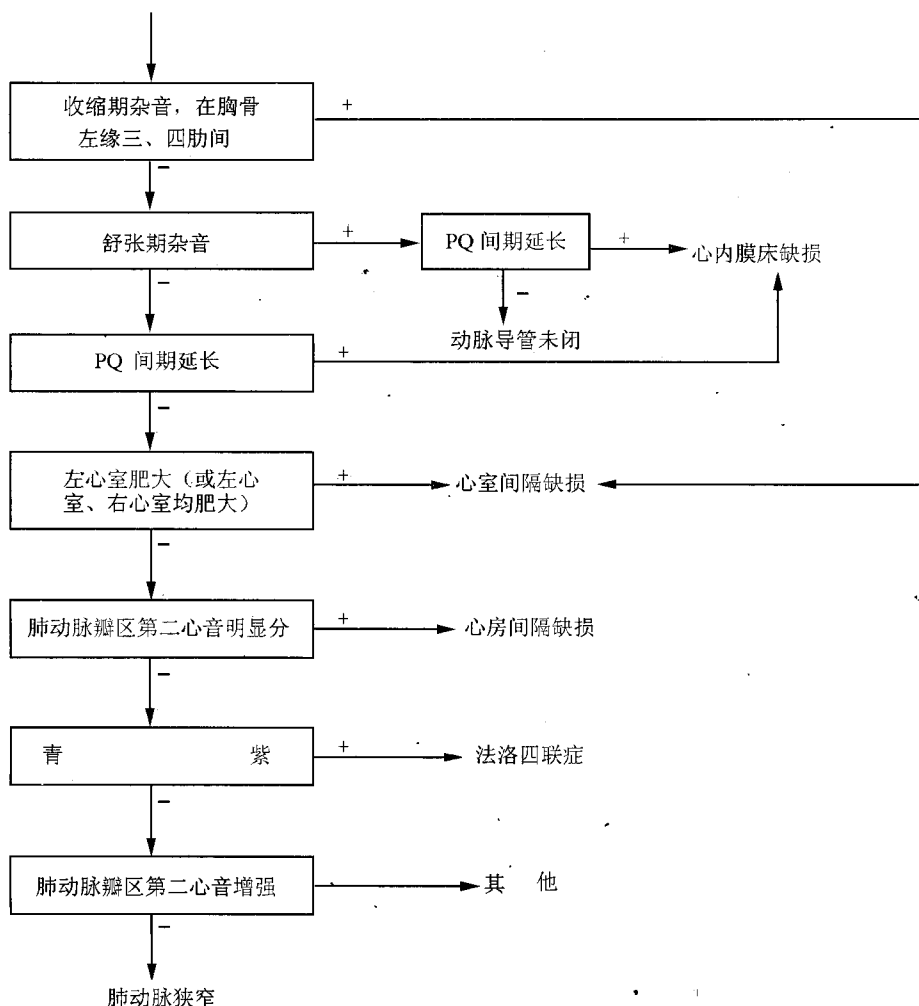 收缩期杂音，在胸骨
左缘三、四肋间
+
−
舒张期杂音
+
PQ 间期延长
+
心内膜床缺损
−
−
动脉导管未闭
PQ 间期延长
+
−
左心室肥大（或左心
室、右心室均肥大）
+
心室间隔缺损
−
肺动脉瓣区第二心音明显分
+
心房间隔缺损
−
青 紫
+
法洛四联症
−
肺动脉瓣区第二心音增强
其 他
−
肺动脉狭窄